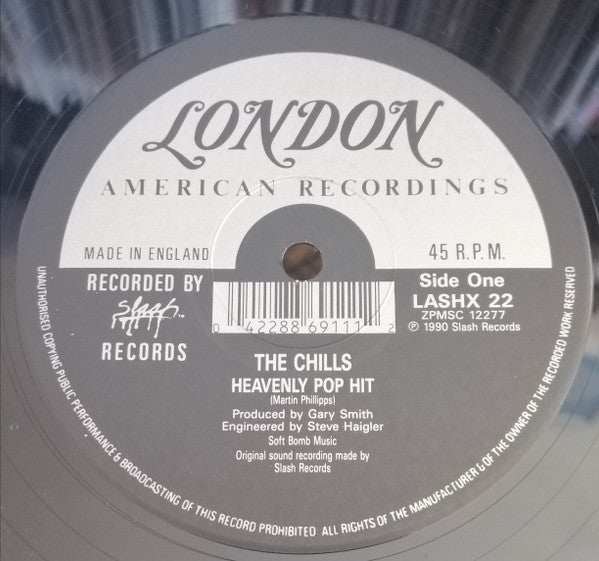 LONDON
AMERICAN RECORDINGS
MADE IN ENGLAND
45 R.P.M.
RECORDED BY
slash
RECORDS
Side One
LASHX 22
ZPMSC 12277
℗ 1990 Slash Records
0 42288 69111 2
THE CHILLS
HEAVENLY POP HIT
(Martin Phillipps)
Produced by Gary Smith
Engineered by Steve Haigler
Soft Bomb Music
Original sound recording made by
Slash Records
UNAUTHORISED COPYING PUBLIC PERFORMANCE & BROADCASTING OF THIS RECORD PROHIBITED ALL RIGHTS OF THE MANUFACTURER & OF THE OWNER OF THE RECORDED WORK RESERVED